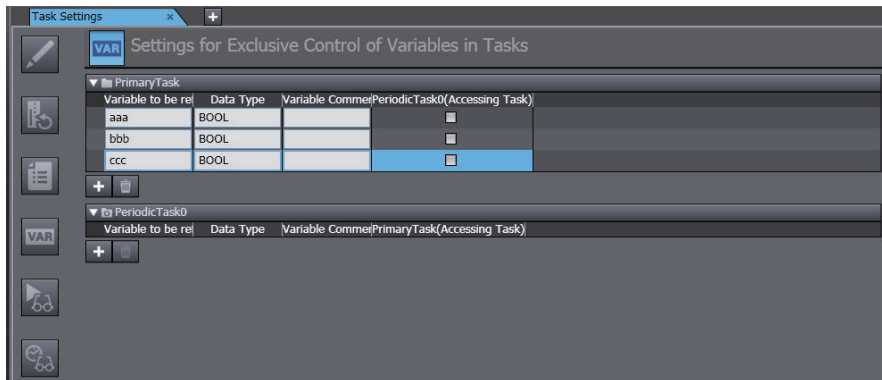 Task Settings
VAR Settings for Exclusive Control of Variables in Tasks
PrimaryTask
Variable to be re Data Type Variable Commen PeriodicTask0(Accessing Task)
aaa BOOL
bbb BOOL
ccc BOOL
PeriodicTask0
Variable to be re Data Type Variable Commen PrimaryTask(Accessing Task)
VAR